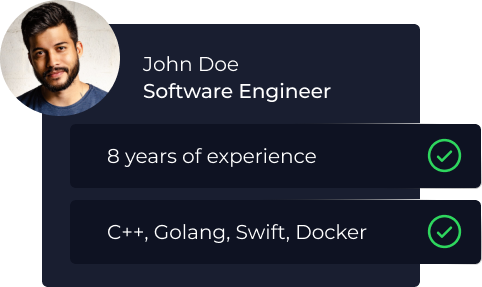 John Doe
Software Engineer
8 years of experience
C++, Golang, Swift, Docker